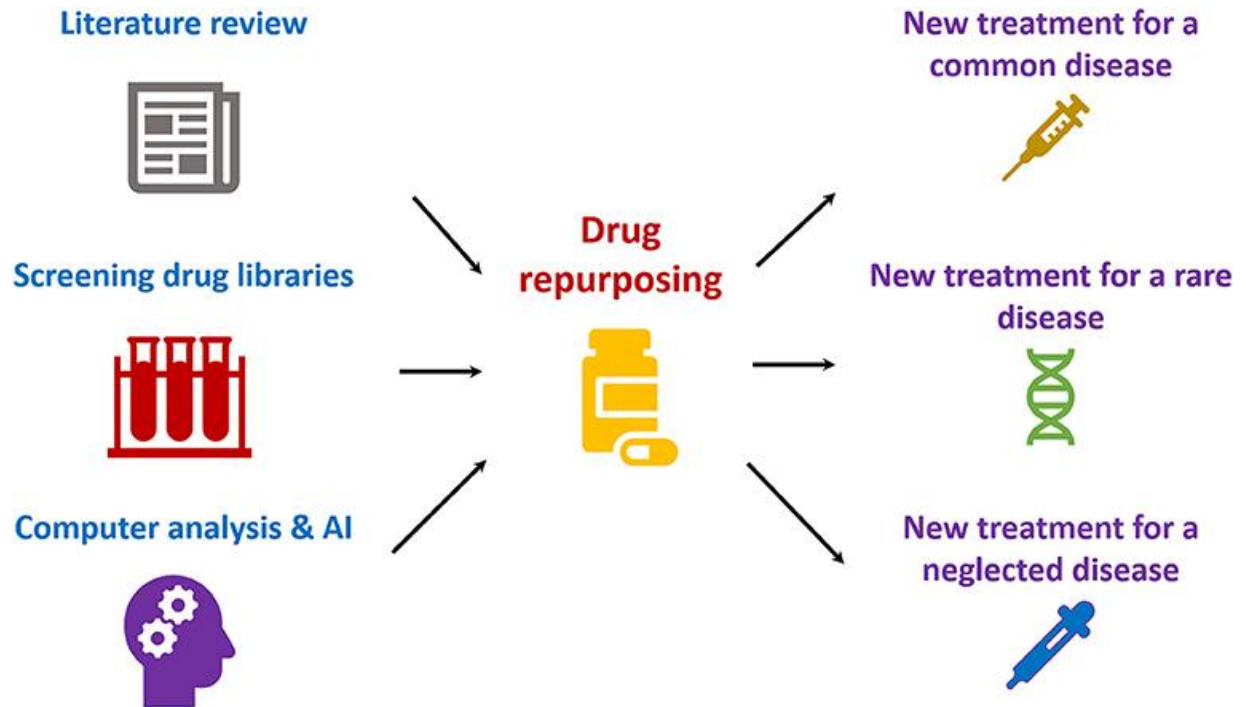 Literature review
Screening drug libraries
Computer analysis & AI
Drug
repurposing
New treatment for a
common disease
New treatment for a rare
disease
New treatment for a
neglected disease